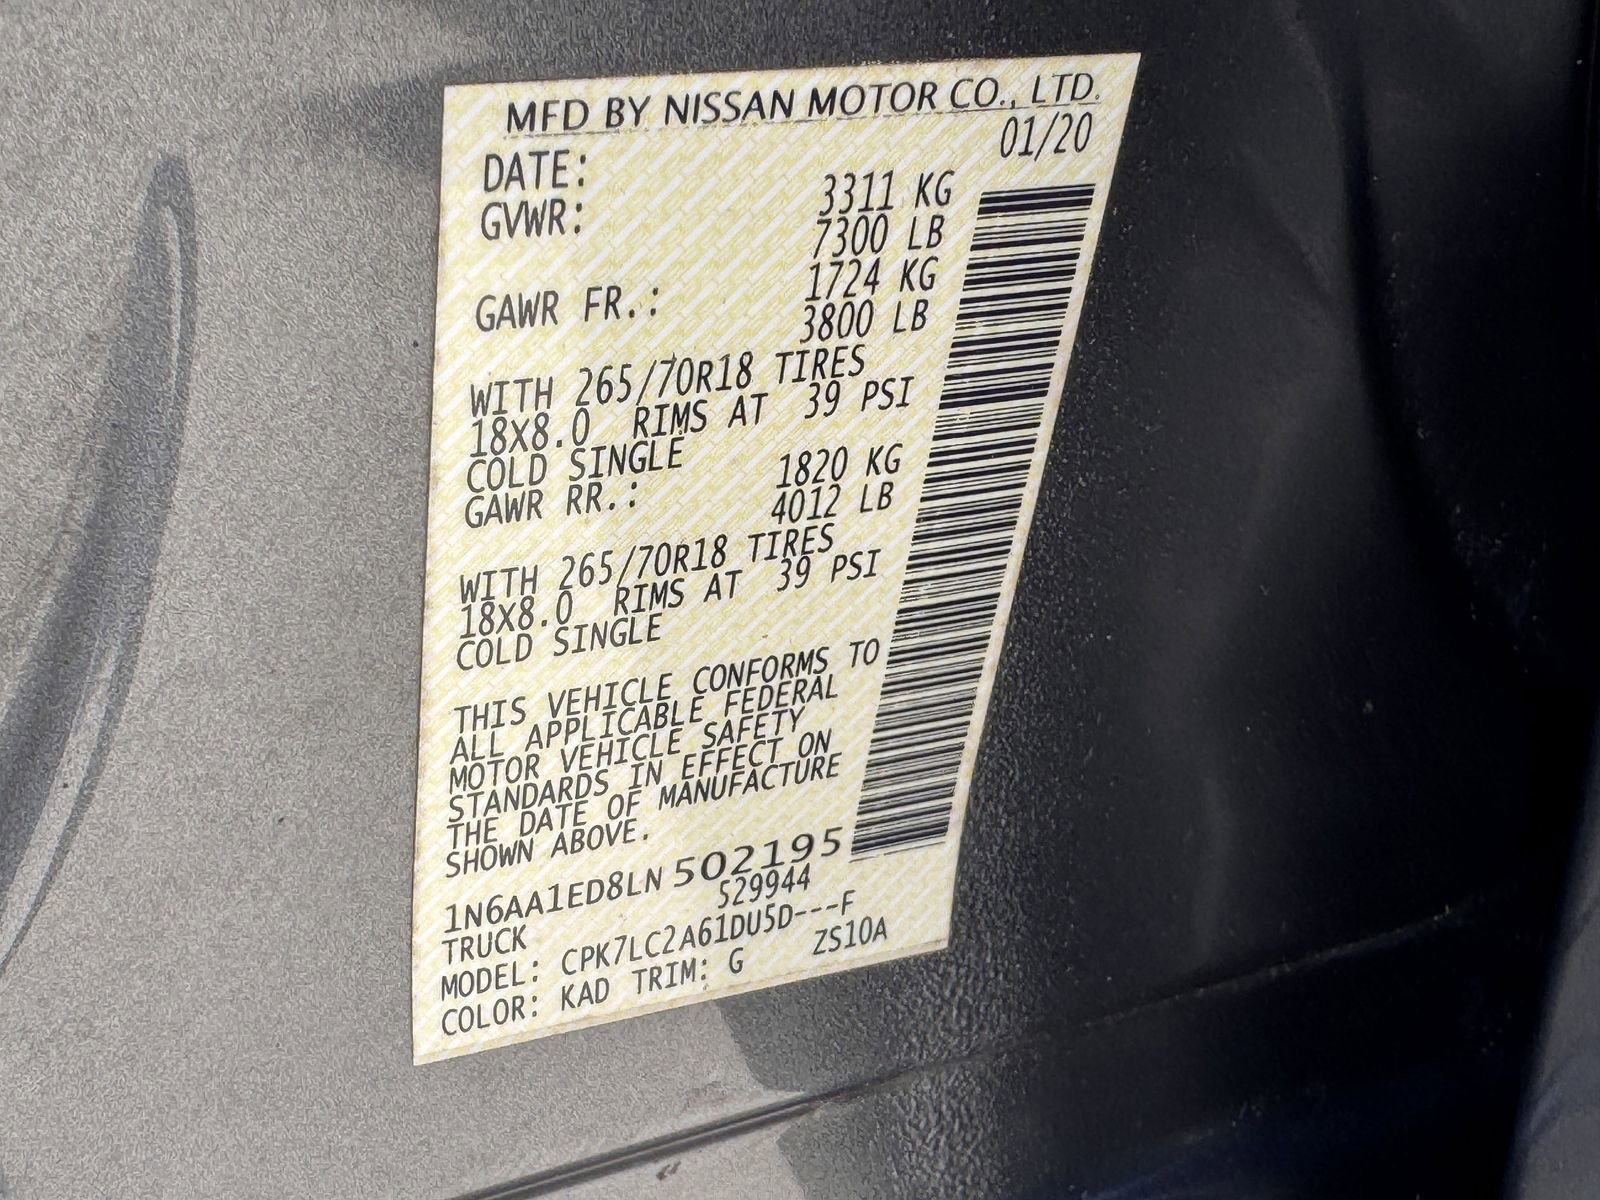 MFD BY NISSAN MOTOR CO., LTD.
DATE: 01/20
GVWR: 3311 KG
7300 LB
GAWR FR.: 1724 KG
3800 LB
WITH 265/70R18 TIRES
18X8.0 RIMS AT 39 PSI
COLD SINGLE
GAWR RR.: 1820 KG
4012 LB
WITH 265/70R18 TIRES
18X8.0 RIMS AT 39 PSI
COLD SINGLE
THIS VEHICLE CONFORMS TO
ALL APPLICABLE FEDERAL
MOTOR VEHICLE SAFETY
STANDARDS IN EFFECT ON
THE DATE OF MANUFACTURE
SHOWN ABOVE.
1N6AA1ED8LN502195
TRUCK 529944
MODEL: CPK7LC2A61DU5D---F
COLOR: KAD TRIM: G ZS10A